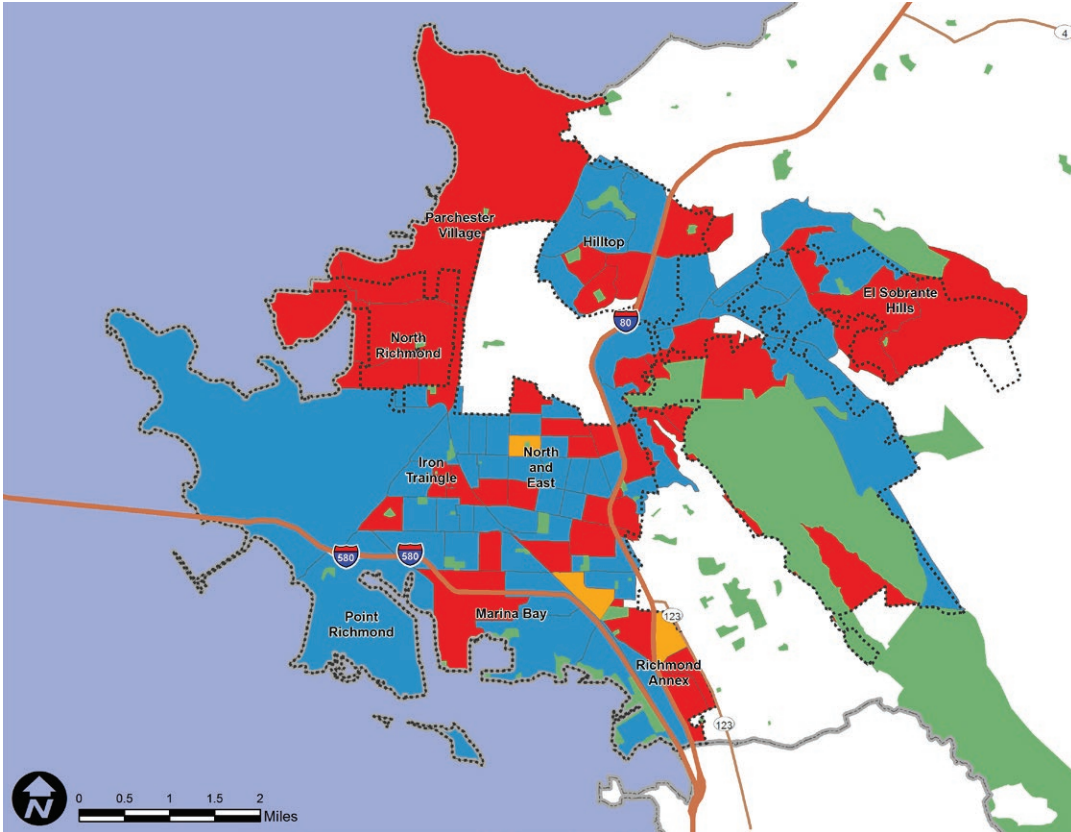 4
Parchester
Village
Hilltop
El Sobrante
Hills
80
North
Richmond
Iron
Traingle
North
and
East
580
580
Point
Richmond
Marina Bay
123
Richmond
Annex
123
N
0 0.5 1 1.5 2
Miles